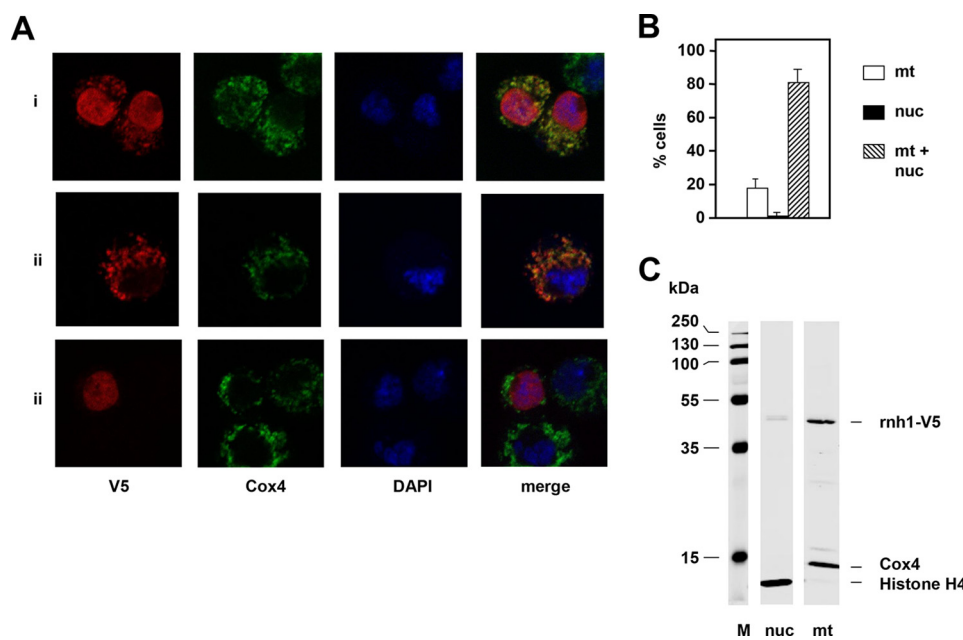 A
i
ii
ii
V5 Cox4 DAPI merge
B
100
80
60
40
20
0
% cells
mt
nuc
mt +
nuc
C
kDa
250
130
100
55
35
15
rnh1-V5
Cox4
Histone H4
M nuc mt